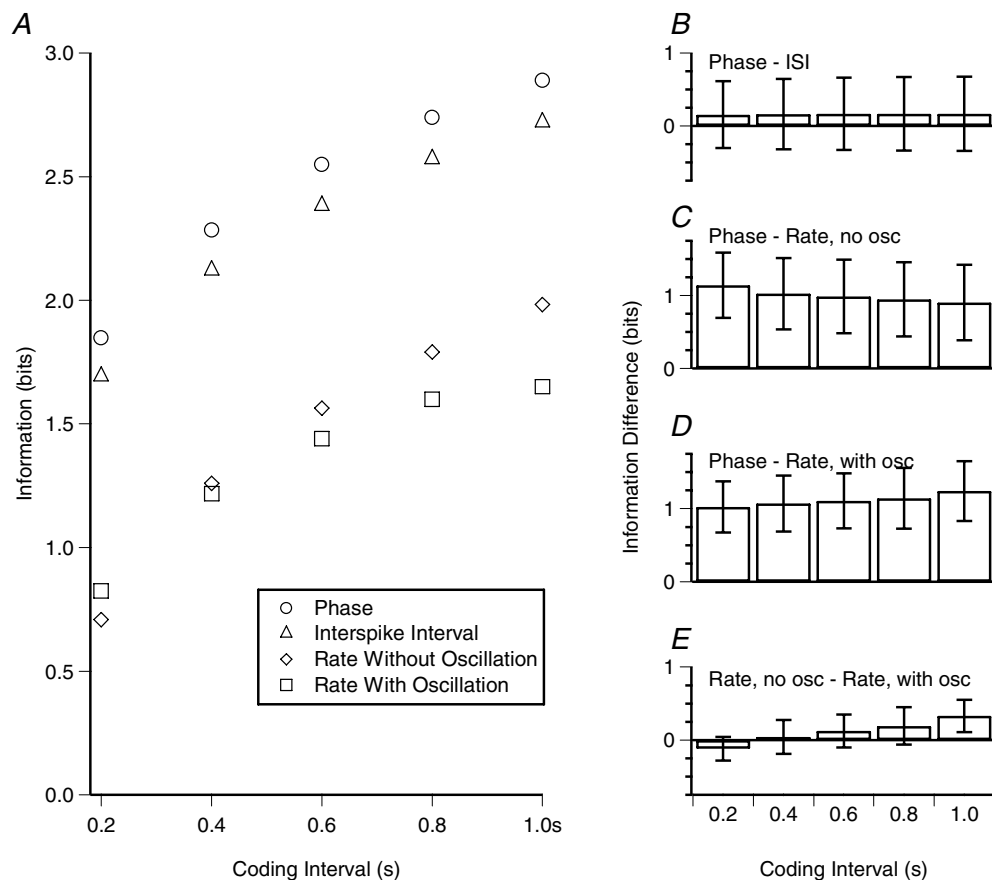 A
3.0
2.5
2.0
1.5
1.0
0.5
0.0
Information (bits)
Phase
Interspike Interval
Rate Without Oscillation
Rate With Oscillation
0.2 0.4 0.6 0.8 1.0s
Coding Interval (s)
B
Phase - ISI
1
0
C
Phase - Rate, no osc
1
0
Information Difference (bits)
D
Phase - Rate, with osc
1
0
E
Rate, no osc - Rate, with osc
1
0
0.2 0.4 0.6 0.8 1.0
Coding Interval (s)